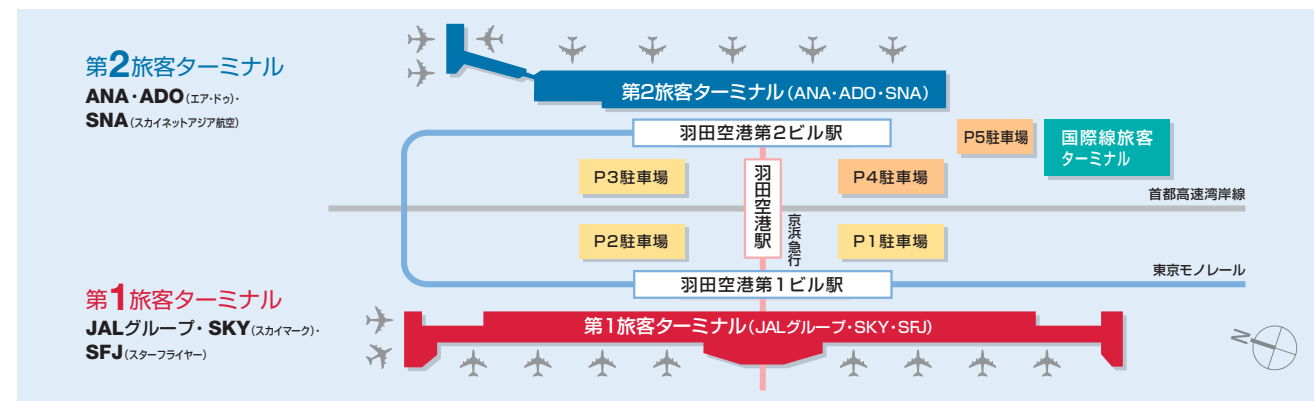 第2旅客ターミナル
ANA・ADO(エア・ドゥ)・
SNA(スカイネットアジア航空)
第2旅客ターミナル(ANA・ADO・SNA)
羽田空港第2ビル駅
P5駐車場
国際線旅客
ターミナル
P3駐車場
羽田空港駅
P4駐車場
首都高速湾岸線
P2駐車場
京浜急行
P1駐車場
東京モノレール
羽田空港第1ビル駅
第1旅客ターミナル
JALグループ・SKY(スカイマーク)・
SFJ(スターフライヤー)
第1旅客ターミナル(JALグループ・SKY・SFJ)
N